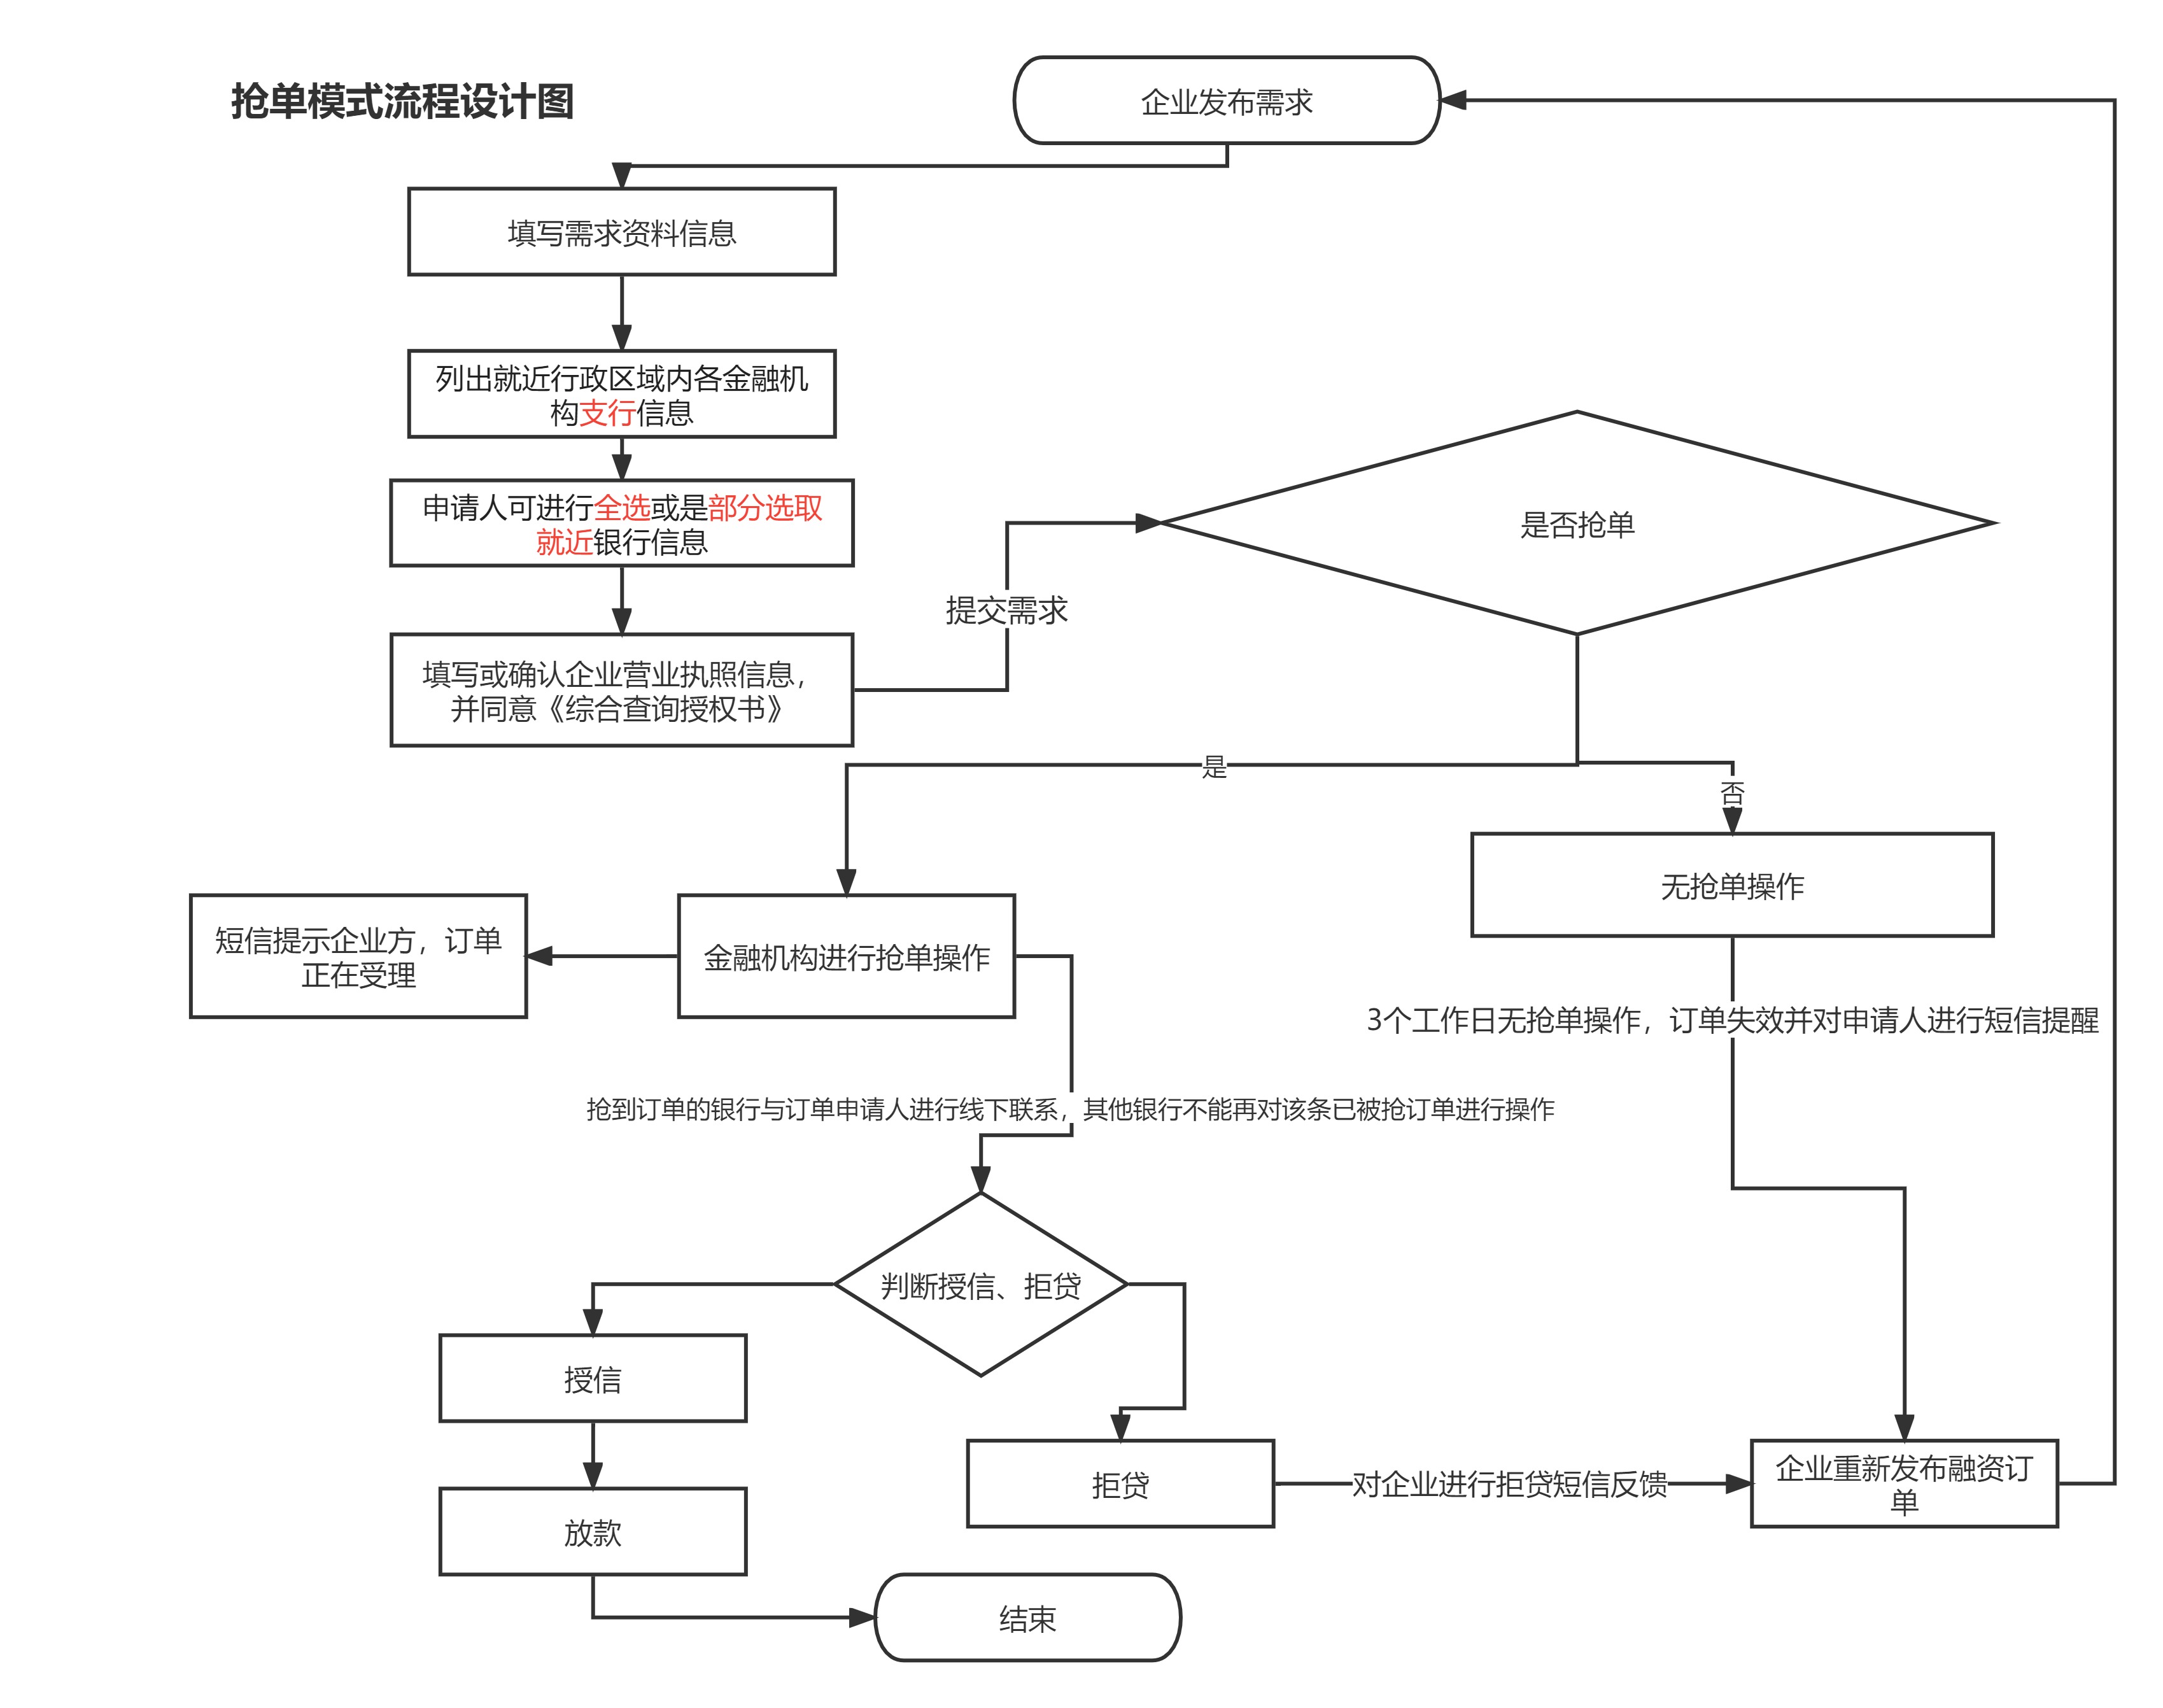 抢单模式流程设计图
企业发布需求
填写需求资料信息
列出就近行政区域内各金融机
构支行信息
申请人可进行全选或是部分选取
就近银行信息
是否抢单
提交需求
填写或确认企业营业执照信息，
并同意《综合查询授权书》
是
否
无抢单操作
短信提示企业方，订单
正在受理
金融机构进行抢单操作
3个工作日无抢单操作，订单失效并对申请人进行短信提醒
抢到订单的银行与订单申请人进行线下联系，其他银行不能再对该条已被抢订单进行操作
判断授信、拒贷
授信
拒贷
对企业进行拒贷短信反馈
企业重新发布融资订
单
放款
结束